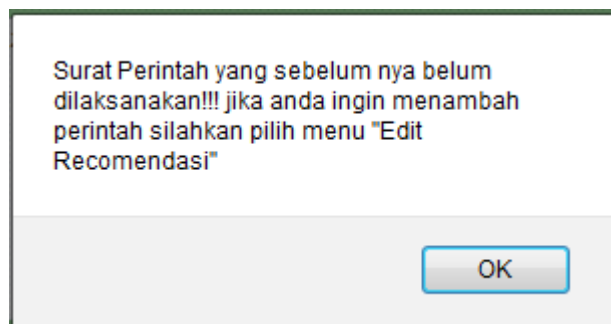 Surat Perintah yang sebelum nya belum
dilaksanakan!!! jika anda ingin menambah
perintah silahkan pilih menu "Edit
Recomendasi"
OK